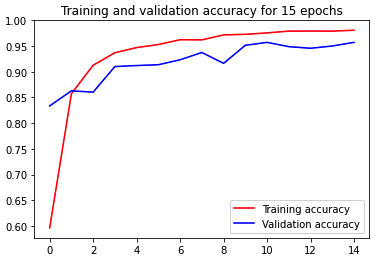 Training and validation accuracy for 15 epochs
1.00
0.95
0.90
0.85
0.80
0.75
0.70
0.65
0.60
Training accuracy
Validation accuracy
0 2 4 6 8 10 12 14